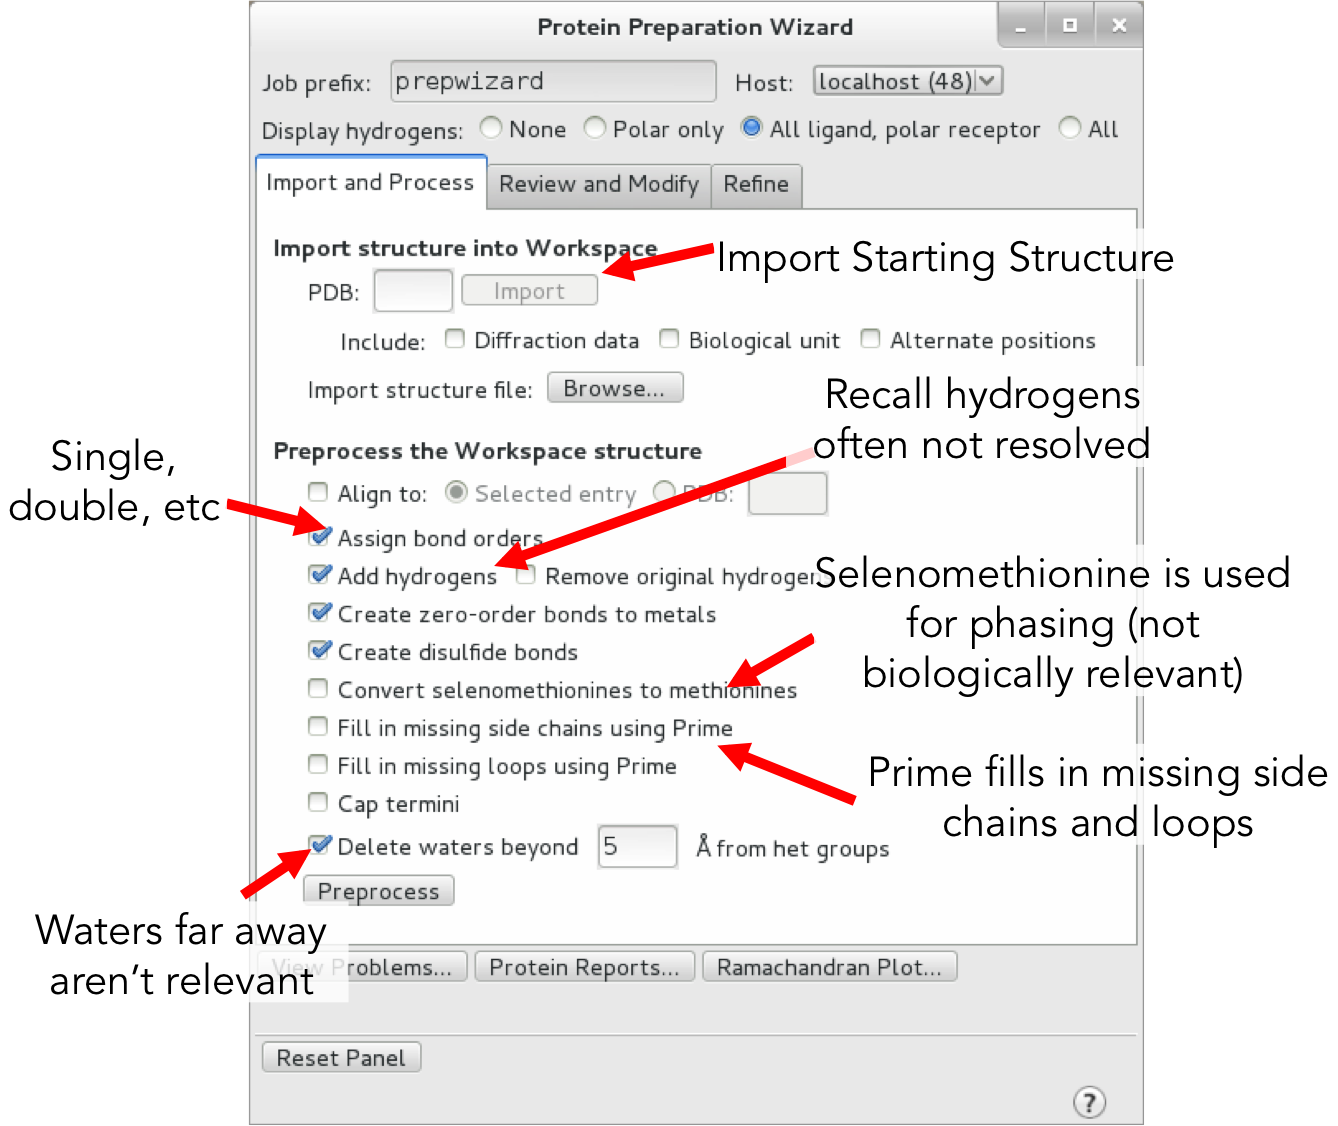 Protein Preparation Wizard
Job prefix: prepwizard Host: localhost (48)
Display hydrogens: None Polar only All ligand, polar receptor All
Import and Process Review and Modify Refine
Import structure into Workspace
Import Starting Structure
PDB: Import
Include: Diffraction data Biological unit Alternate positions
Import structure file: Browse...
Recall hydrogens
often not resolved
Preprocess the Workspace structure
Single,
double, etc
Align to: Selected entry PDB:
Assign bond orders
Add hydrogens Remove original hydrogens
Selenomethionine is used
for phasing (not
biologically relevant)
Create zero-order bonds to metals
Create disulfide bonds
Convert selenomethionines to methionines
Fill in missing side chains using Prime
Fill in missing loops using Prime
Prime fills in missing side
chains and loops
Cap termini
Delete waters beyond 5 Å from het groups
Preprocess
Waters far away
aren't relevant
View Problems... Protein Reports... Ramachandran Plot...
Reset Panel
?